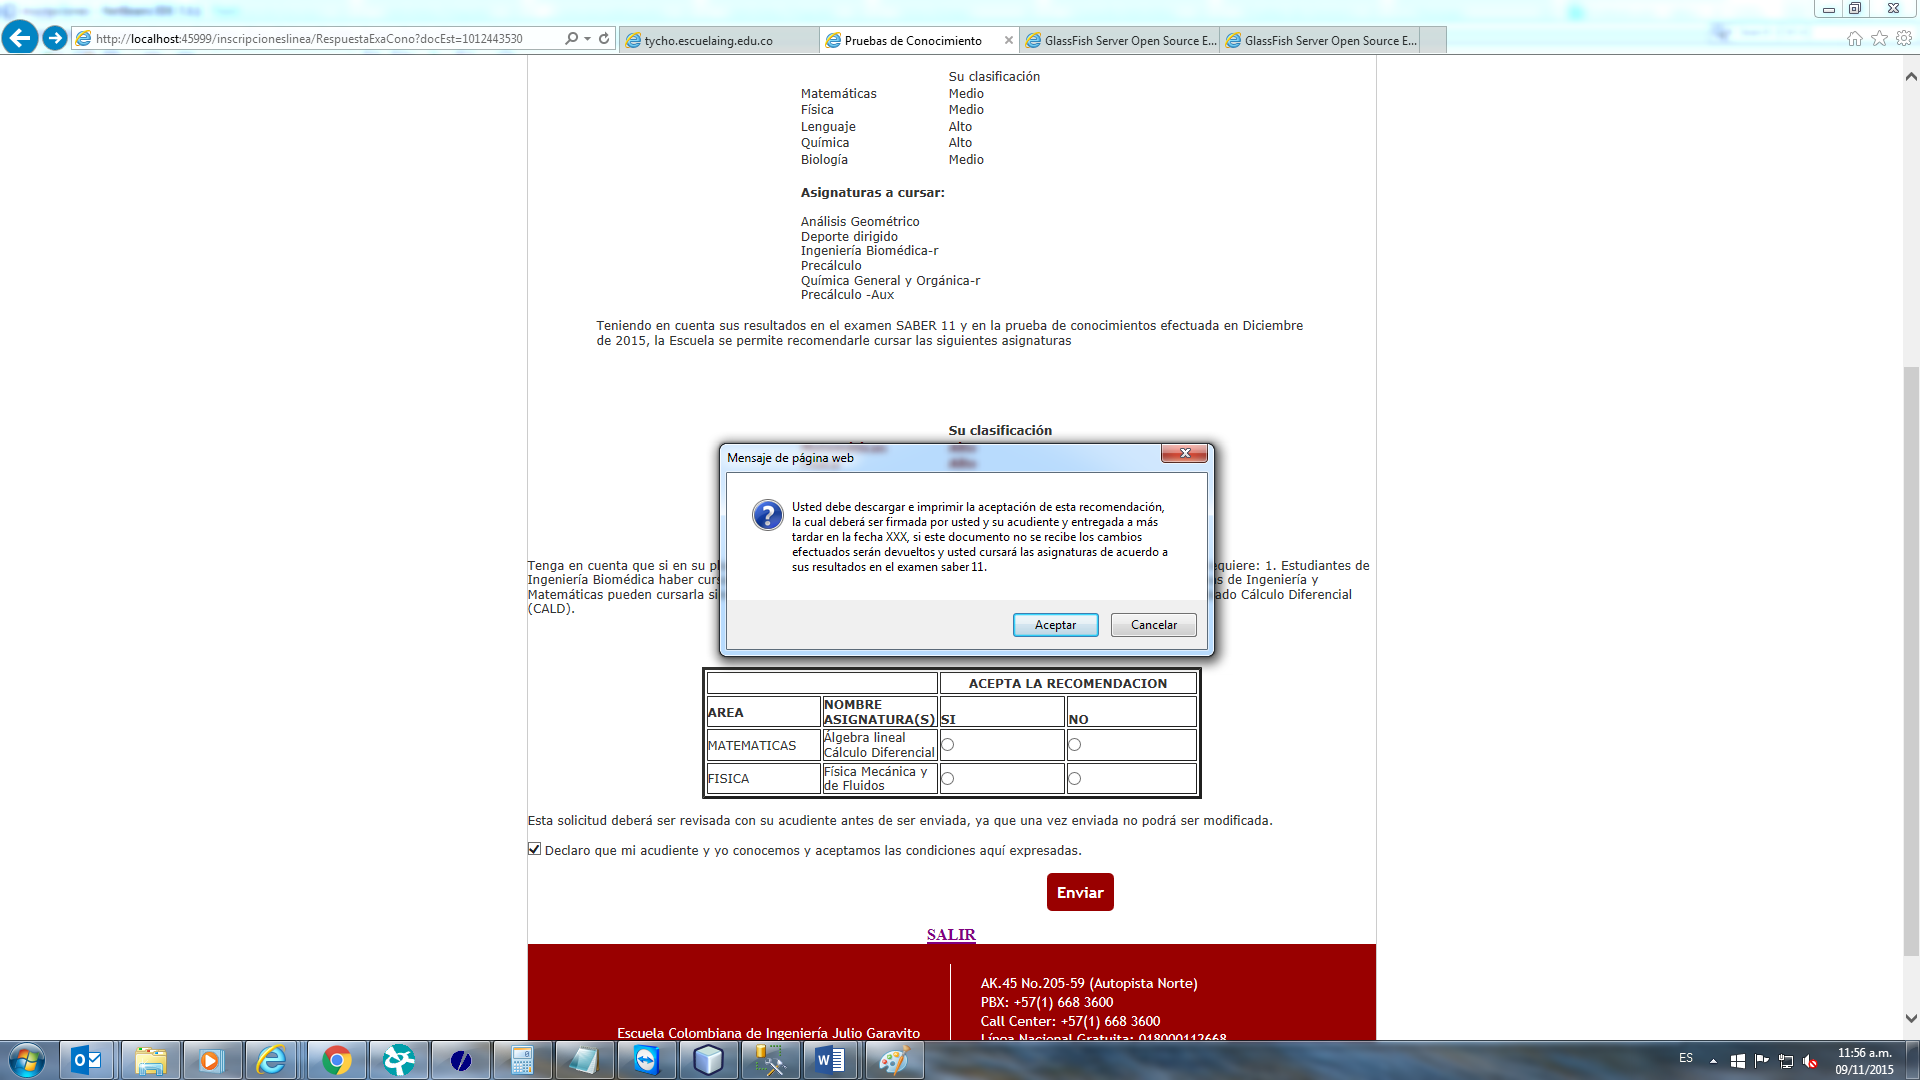 http://localhost:45999/inscripcioneslinea/RespuestaExaCono?docEst=1012443530
tycho.escuelaing.edu.co
Pruebas de Conocimiento
GlassFish Server Open Source E...
GlassFish Server Open Source E...
Su clasificación
Matemáticas Medio
Física Medio
Lenguaje Alto
Química Alto
Biología Medio
Asignaturas a cursar:
Análisis Geométrico
Deporte dirigido
Ingeniería Biomédica-r
Precálculo
Química General y Orgánica-r
Precálculo -Aux
Teniendo en cuenta sus resultados en el examen SABER 11 y en la prueba de conocimientos efectuada en Diciembre
de 2015, la Escuela se permite recomendarle cursar las siguientes asignaturas
Su clasificación
Mensaje de página web
Usted debe descargar e imprimir la aceptación de esta recomendación,
la cual deberá ser firmada por usted y su acudiente y entregada a más
tardar en la fecha XXX, si este documento no se recibe los cambios
efectuados serán devueltos y usted cursará las asignaturas de acuerdo a
sus resultados en el examen saber 11.
Aceptar Cancelar
Tenga en cuenta que si en su equiere: 1. Estudiantes de
Ingeniería Biomédica haber de Ingeniería y
Matemáticas pueden cursarla ado Cálculo Diferencial
(CALD).
ACEPTA LA RECOMENDACION
AREA NOMBRE ASIGNATURA(S) SI NO
MATEMATICAS Álgebra lineal
Cálculo Diferencial
FISICA Física Mecánica y
de Fluidos
Esta solicitud deberá ser revisada con su acudiente antes de ser enviada, ya que una vez enviada no podrá ser modificada.
Declaro que mi acudiente y yo conocemos y aceptamos las condiciones aquí expresadas.
Enviar
SALIR
Escuela Colombiana de Ingeniería Julio Garavito
AK.45 No.205-59 (Autopista Norte)
PBX: +57(1) 668 3600
Call Center: +57(1) 668 3600
Línea Nacional Gratuita: 018000112668
ES
11:56 a.m.
09/11/2015